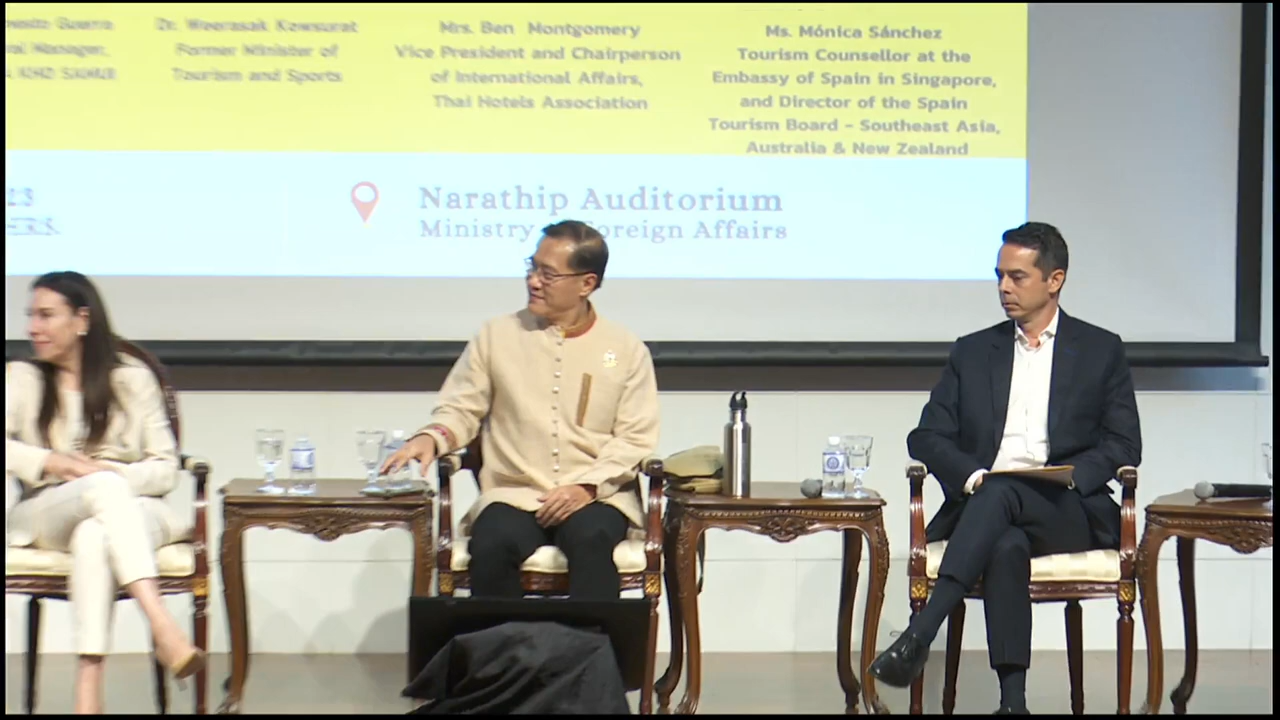 Dr. Weerasak Kowsurat
Former Minister of
Tourism and Sports
Mrs. Ben Montgomery
Vice President and Chairperson
of International Affairs,
Thai Hotels Association
Ms. Mónica Sánchez
Tourism Counsellor at the
Embassy of Spain in Singapore,
and Director of the Spain
Tourism Board - Southeast Asia,
Australia & New Zealand
Narathip Auditorium
Ministry Foreign Affairs